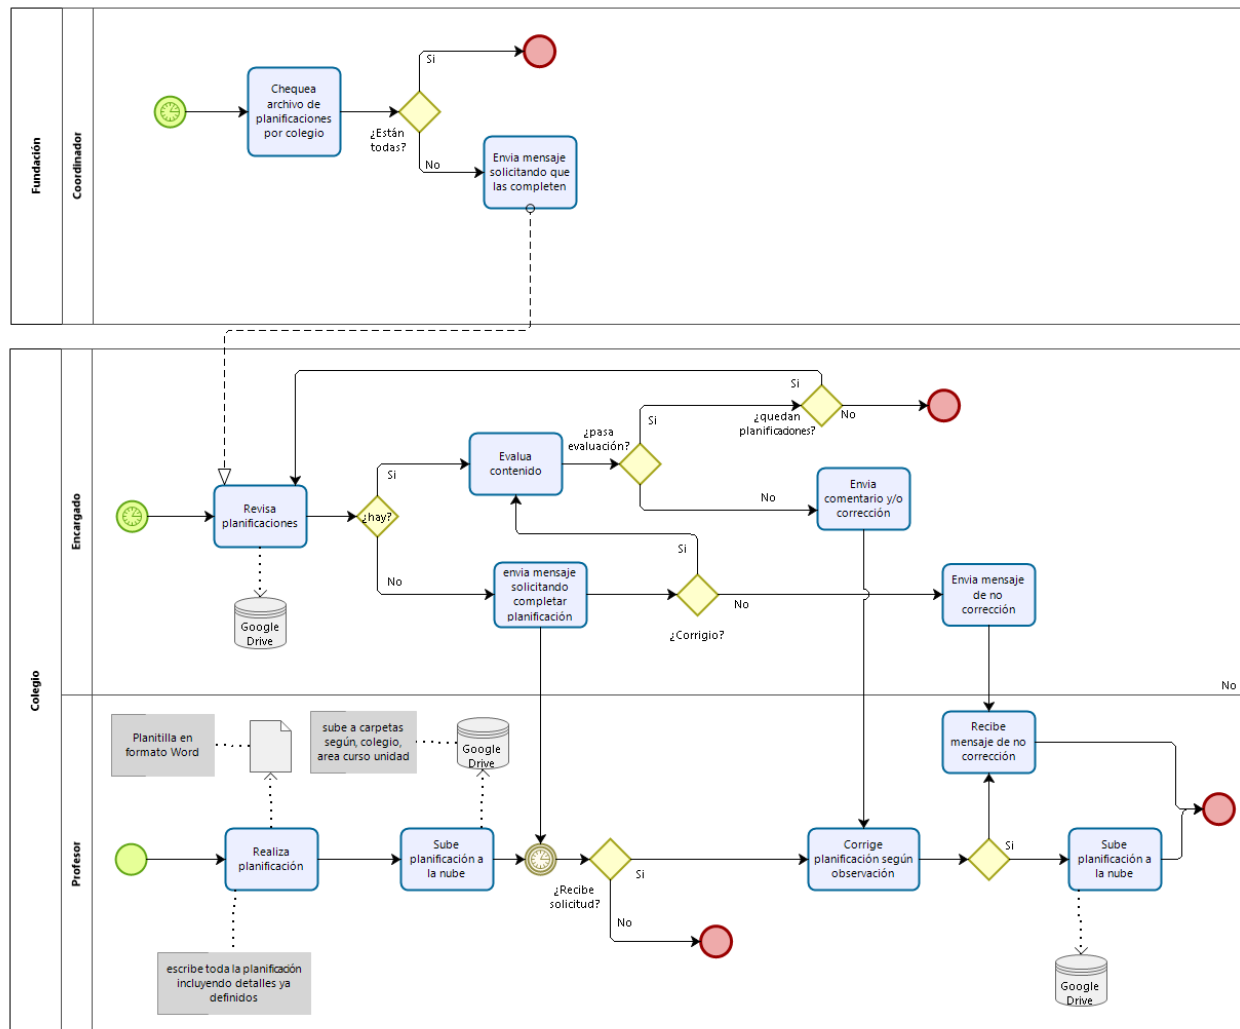 Fundación
Coordinador
Chequea
archivo de
planificaciones
por colegio
¿Están
todas?
Si
No
Envia mensaje
solicitando que
las completen
Colegio
Encargado
Revisa
planificaciones
Google
Drive
¿hay?
Si
No
Evalua
contenido
¿pasa
evaluación?
Si
No
¿quedan
planificadones?
Si
No
Envia
comentario y/o
corrección
envia mensaje
solicitando
completar
planificación
¿Corrigio?
Si
No
Envia mensaje
de no
corrección
No
Profesor
Planitilla en
formato Word
sube a carpetas
según, colegio,
area curso unidad
Google
Drive
Realiza
planificación
escribe toda la planificación
incluyendo detalles ya
definidos
Sube
planificación a
la nube
¿Recibe
solicitud?
Si
No
Corrige
planificación según
observación
Recibe
mensaje de no
corrección
Si
Sube
planificación a
la nube
Google
Drive